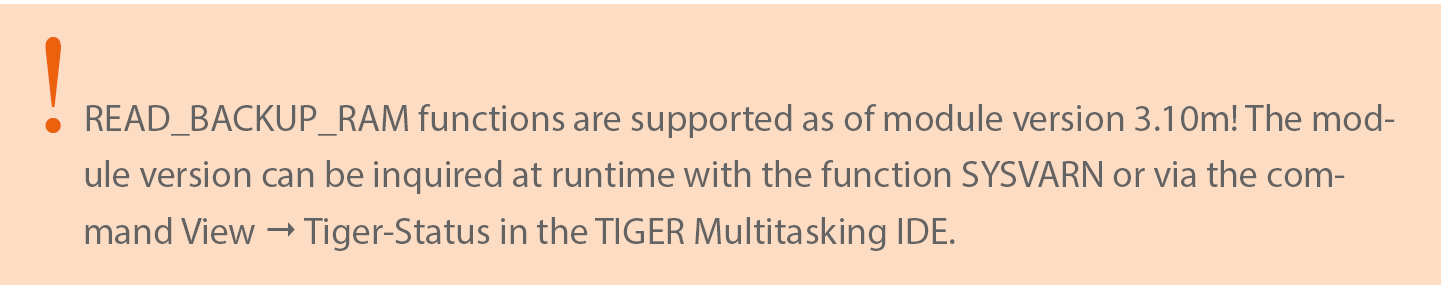 !
READ_BACKUP_RAM functions are supported as of module version 3.10m! The mod-
ule version can be inquired at runtime with the function SYSVARN or via the com-
mand View → Tiger-Status in the TIGER Multitasking IDE.